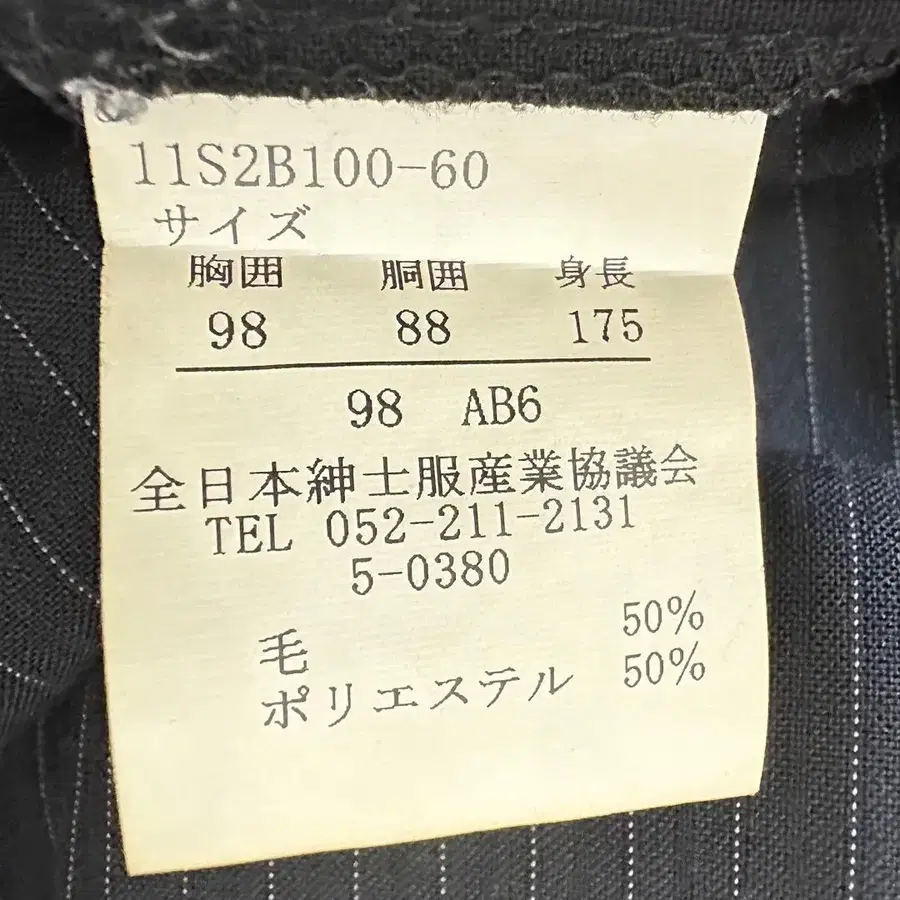 11S2B100-60
サイズ
胸囲 胴囲 身長
98 88 175
98 AB6
全日本紳士服産業協議会
TEL 052-211-2131
5-0380
毛 50%
ポリエステル 50%